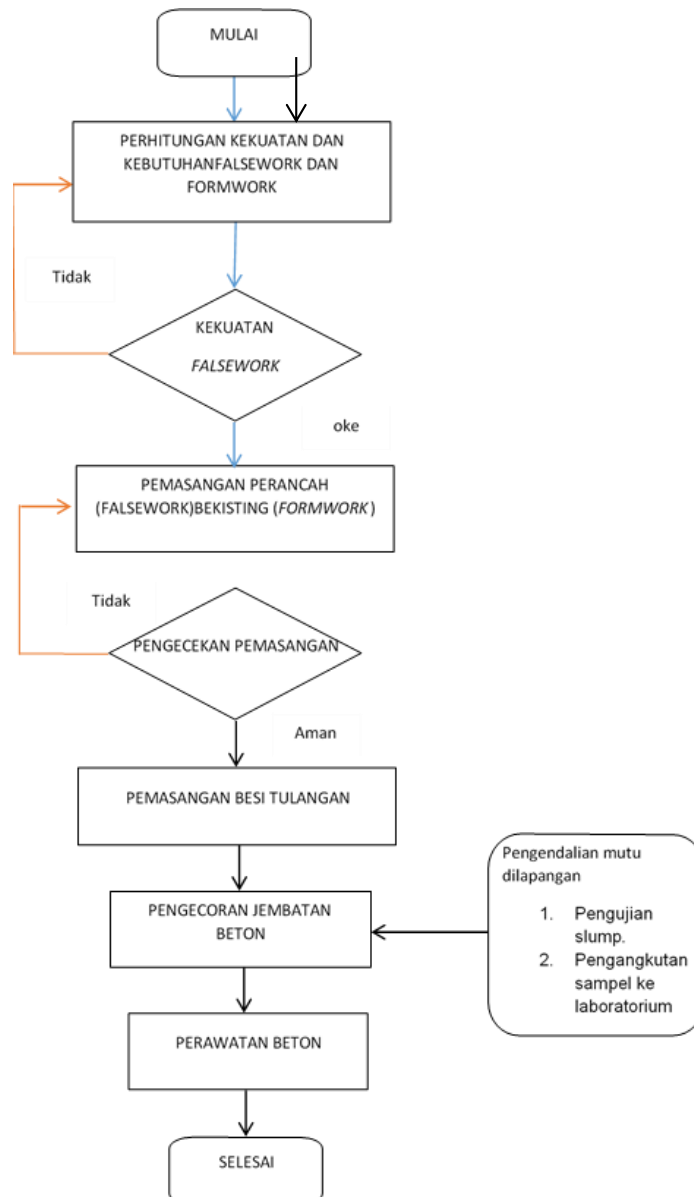 MULAI
PERHITUNGAN KEKUATAN DAN
KEBUTUHANFALSEWORK DAN
FORMWORK
Tidak
KEKUATAN
FALSEWORK
oke
PEMASANGAN PERANCAH
(FALSEWORK)BEKISTING (FORMWORK)
Tidak
PENGECEKAN PEMASANGAN
Aman
PEMASANGAN BESI TULANGAN
Pengendalian mutu
dilapangan
1. Pengujian
slump.
2. Pengangkutan
sampel ke
laboratorium
PENGECORAN JEMBATAN
BETON
PERAWATAN BETON
SELESAI